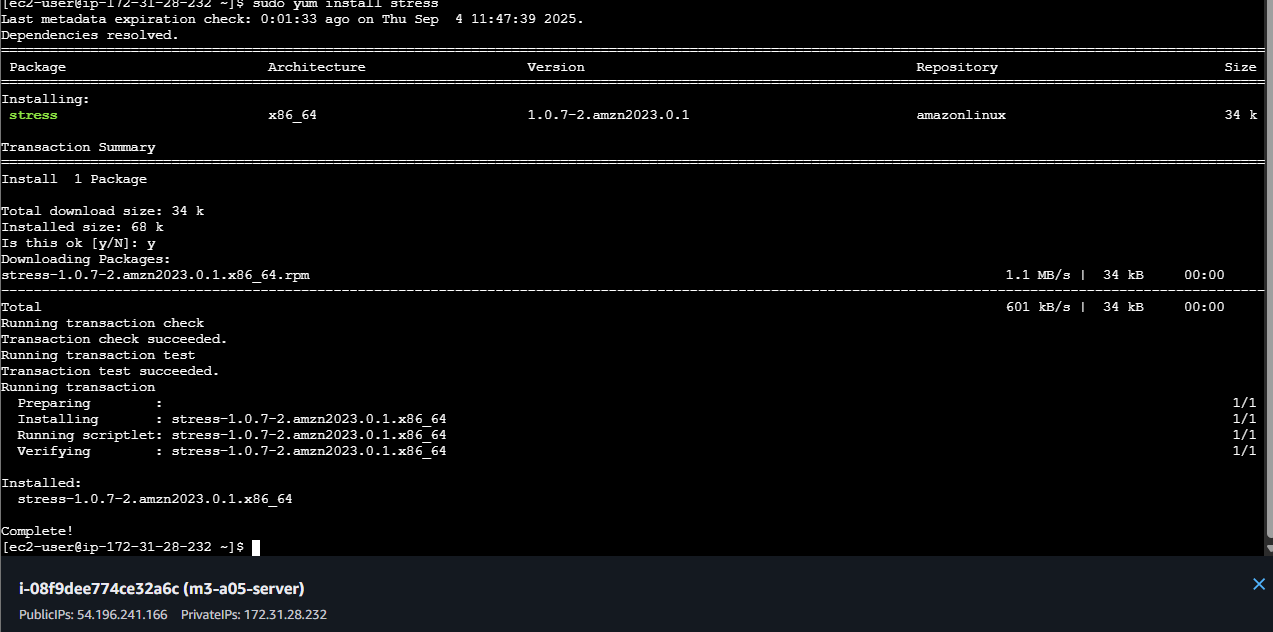 [ec2-user@ip-172-31-28-232 ~]$ sudo yum install stress
Last metadata expiration check: 0:01:33 ago on Thu Sep  4 11:47:39 2025.
Dependencies resolved.
Package Architecture Version Repository Size
Installing:
stress x86_64 1.0.7-2.amzn2023.0.1 amazonlinux 34 k
Transaction Summary
Install  1 Package
Total download size: 34 k
Installed size: 68 k
Is this ok [y/N]: y
Downloading Packages:
stress-1.0.7-2.amzn2023.0.1.x86_64.rpm 1.1 MB/s |  34 kB     00:00
Total 601 kB/s |  34 kB     00:00
Running transaction check
Transaction check succeeded.
Running transaction test
Transaction test succeeded.
Running transaction
Preparing        : 1/1
Installing       : stress-1.0.7-2.amzn2023.0.1.x86_64 1/1
Running scriptlet: stress-1.0.7-2.amzn2023.0.1.x86_64 1/1
Verifying        : stress-1.0.7-2.amzn2023.0.1.x86_64 1/1
Installed:
stress-1.0.7-2.amzn2023.0.1.x86_64
Complete!
[ec2-user@ip-172-31-28-232 ~]$
i-08f9dee774ce32a6c (m3-a05-server)
PublicIPs: 54.196.241.166 PrivateIPs: 172.31.28.232